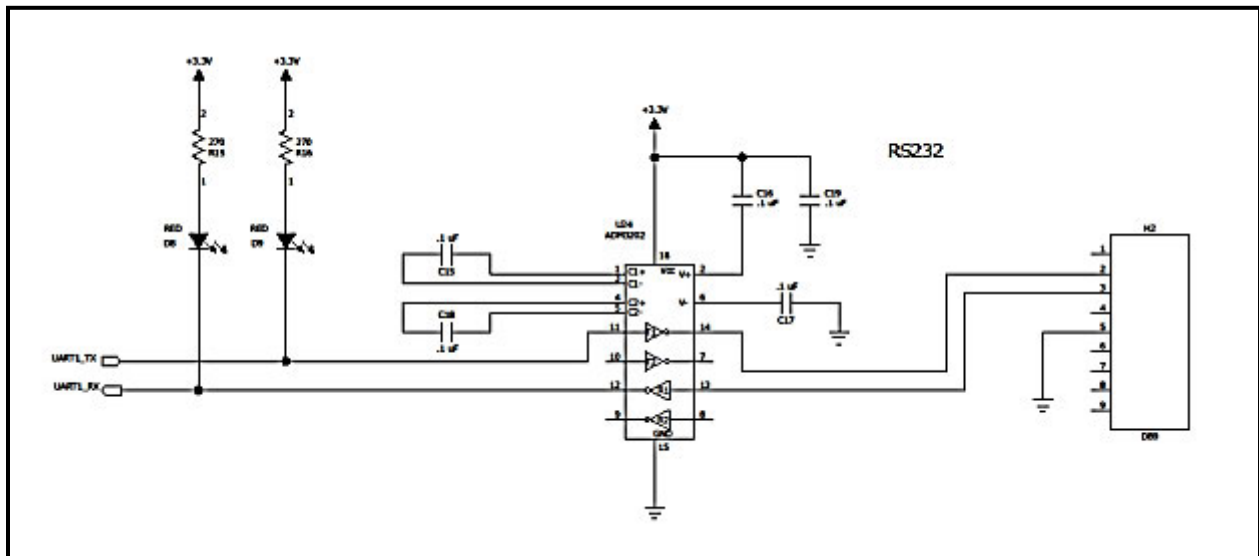 +3.3V
+3.3V
2
2
270
R15
270
R16
1
1
RED
D8
RED
D9
+3.3V
RS232
C16
.1 uF
C19
.1 uF
U24
.1 uF
C15
C18
.1 uF
16
VCC
1
C1+
V+
2
3
C1-
4
C2+
V-
6
5
C2-
.1 uF
C17
11
14
10
7
12
13
9
8
GND
15
UART1_TX
UART1_RX
1
2
3
4
5
6
7
8
9
DB9